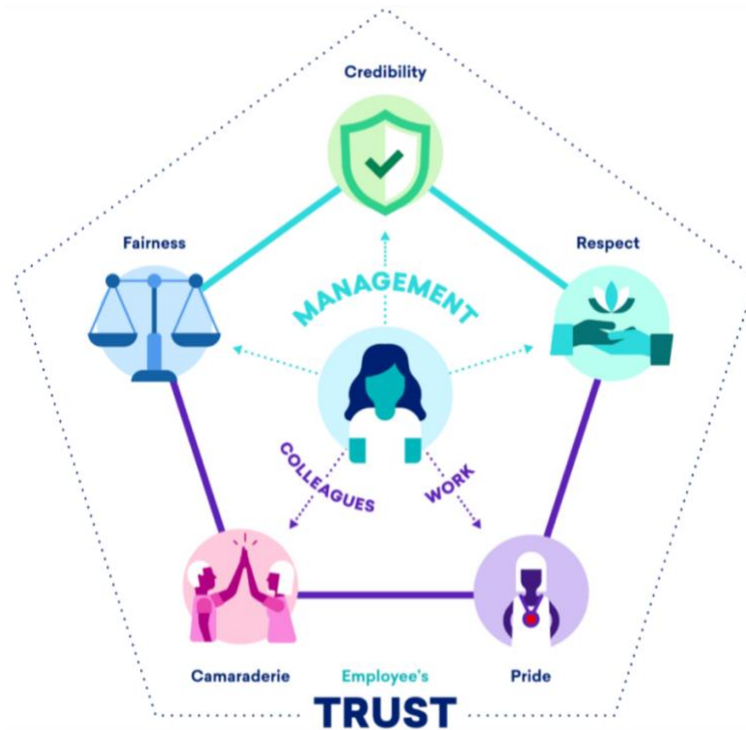 Credibility
Fairness
Respect
MANAGEMENT
COLLEAGUES
WORK
Camaraderie
Employee's
Pride
TRUST